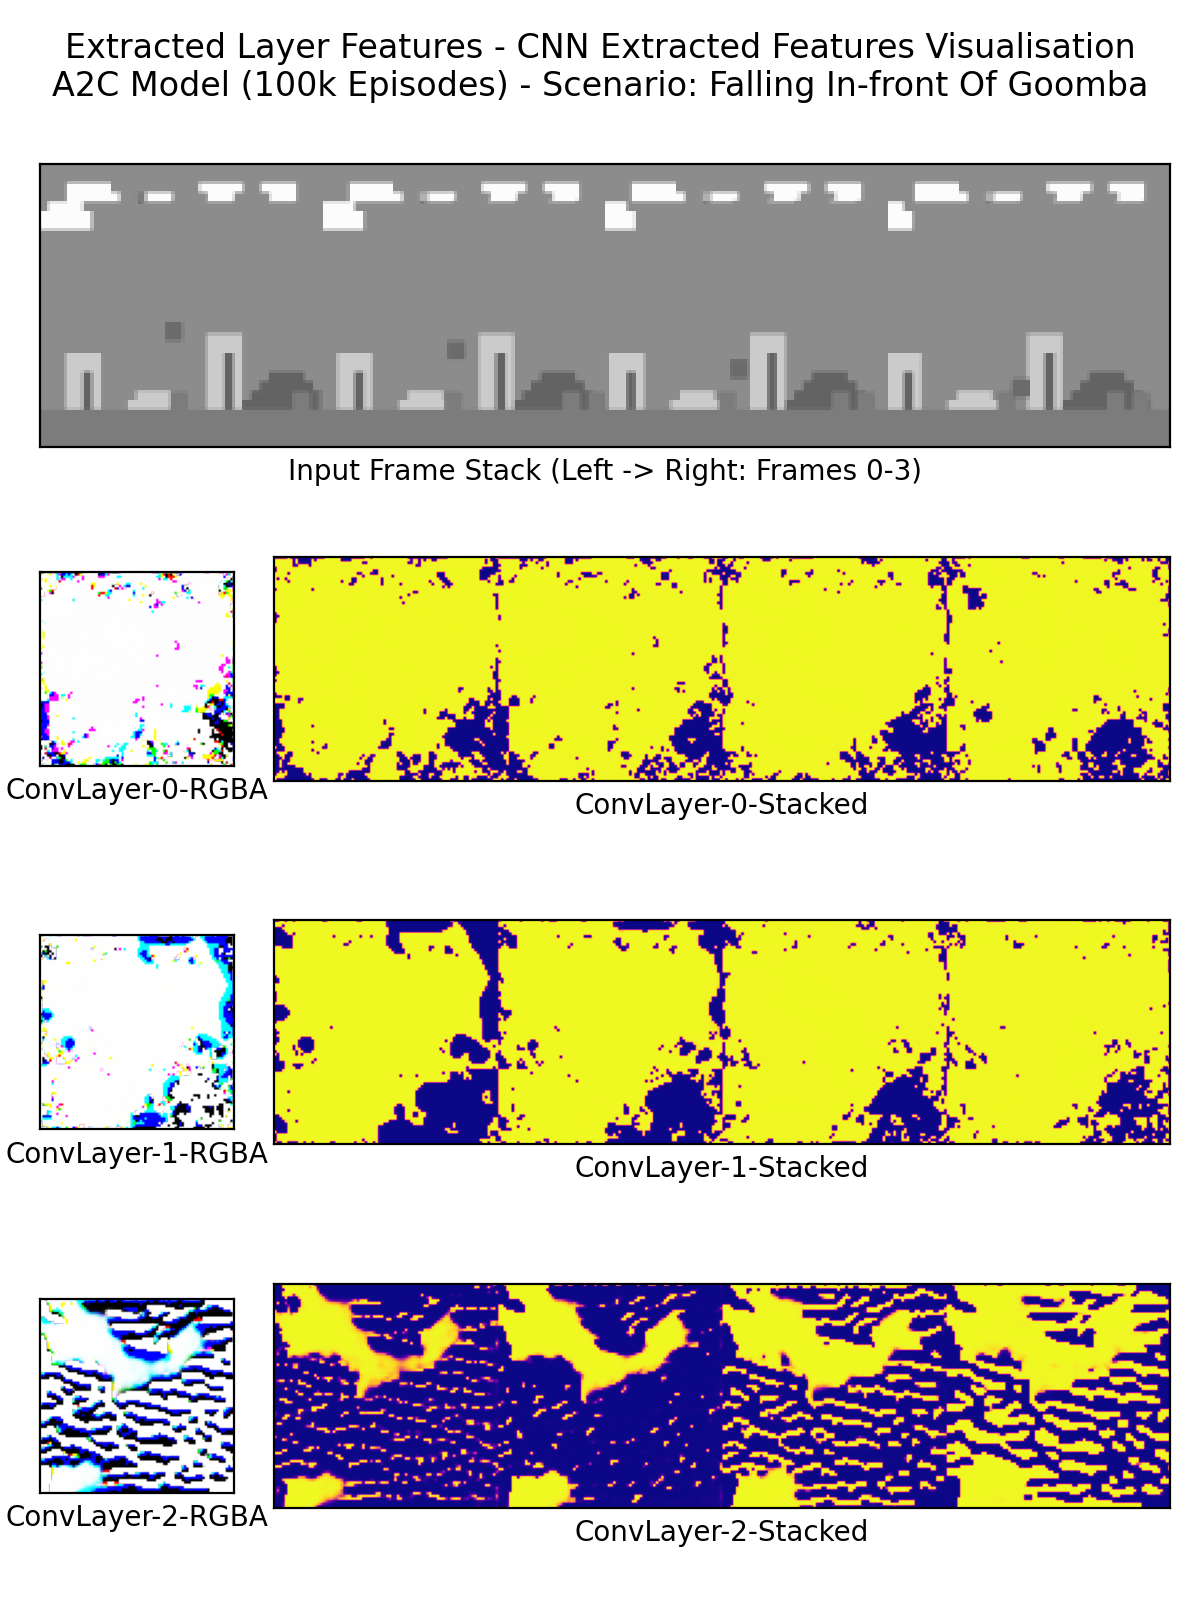 Extracted Layer Features - CNN Extracted Features Visualisation
A2C Model (100k Episodes) - Scenario: Falling In-front Of Goomba
Input Frame Stack (Left -> Right: Frames 0-3)
ConvLayer-0-RGBA
ConvLayer-0-Stacked
ConvLayer-1-RGBA
ConvLayer-1-Stacked
ConvLayer-2-RGBA
ConvLayer-2-Stacked